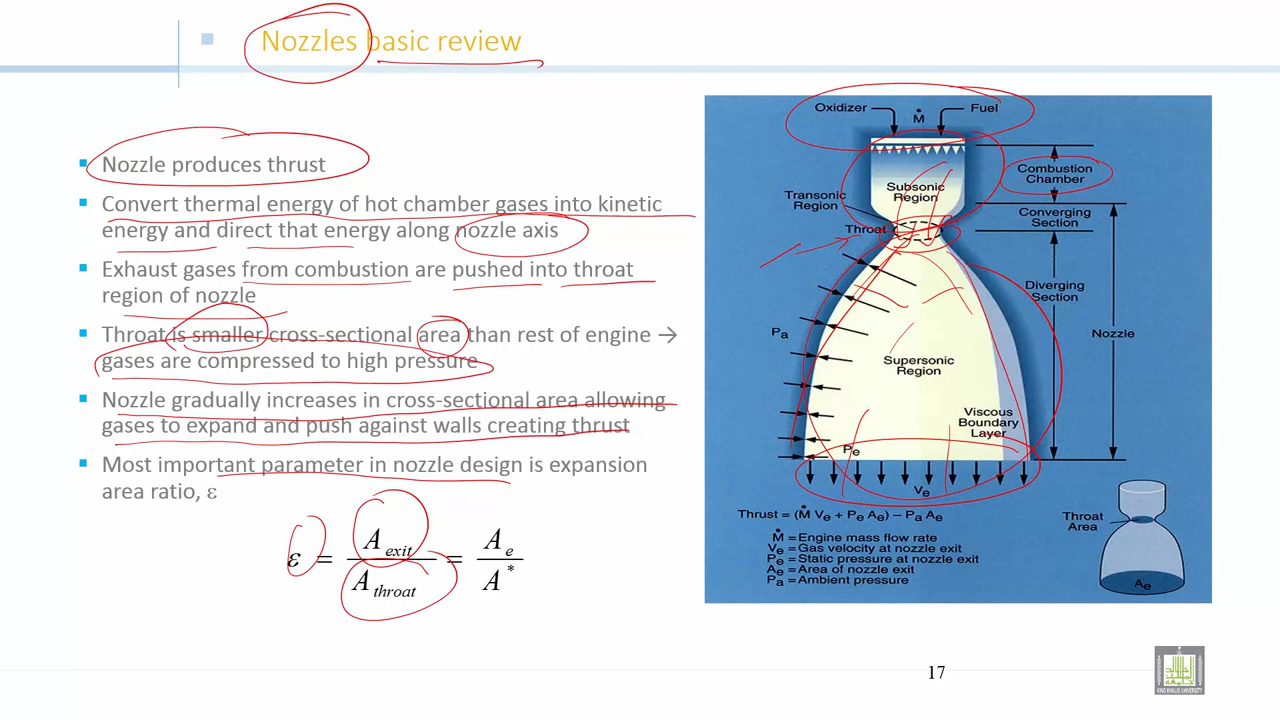 Nozzles basic review
Nozzle produces thrust
Convert thermal energy of hot chamber gases into kinetic
energy and direct that energy along nozzle axis
Exhaust gases from combustion are pushed into throat
region of nozzle
Throat is smaller cross-sectional area than rest of engine →
gases are compressed to high pressure
Nozzle gradually increases in cross-sectional area allowing
gases to expand and push against walls creating thrust
Most important parameter in nozzle design is expansion
area ratio, ε
ε = A exit / A throat = A e / A *
Oxidizer
Ṁ
Fuel
Subsonic
Region
Transonic
Region
Throat
Combustion
Chamber
Converging
Section
Diverging
Section
Nozzle
Pa
Supersonic
Region
Viscous
Boundary
Layer
Pe
Ve
Thrust = (Ṁ Ve + Pe Ae) – Pa Ae
Ṁ = Engine mass flow rate
Ve = Gas velocity at nozzle exit
Pe = Static pressure at nozzle exit
Ae = Area of nozzle exit
Pa = Ambient pressure
Throat
Area
Ae
17
KING KHALID UNIVERSITY